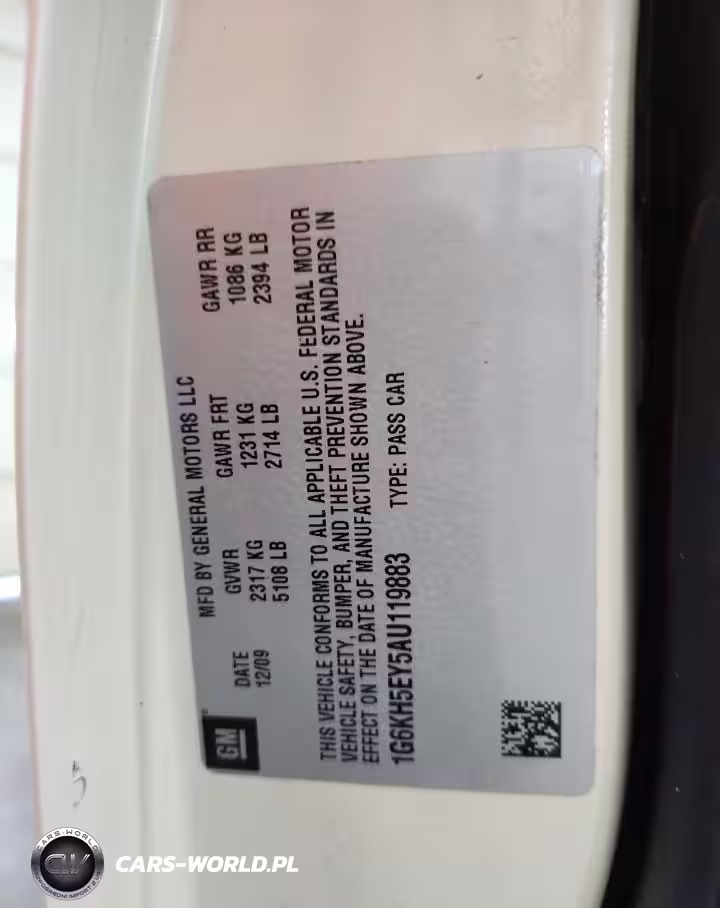 MFD BY GENERAL MOTORS LLC
DATE GVWR GAWR FRT GAWR RR
12/09 2317 KG 1231 KG 1086 KG
5108 LB 2714 LB 2394 LB
GM
THIS VEHICLE CONFORMS TO ALL APPLICABLE U.S. FEDERAL MOTOR
VEHICLE SAFETY, BUMPER, AND THEFT PREVENTION STANDARDS IN
EFFECT ON THE DATE OF MANUFACTURE SHOWN ABOVE.
1G6KH5EY5AU119883 TYPE: PASS CAR
CARS-WORLD
CW
CARS-WORLD.PL